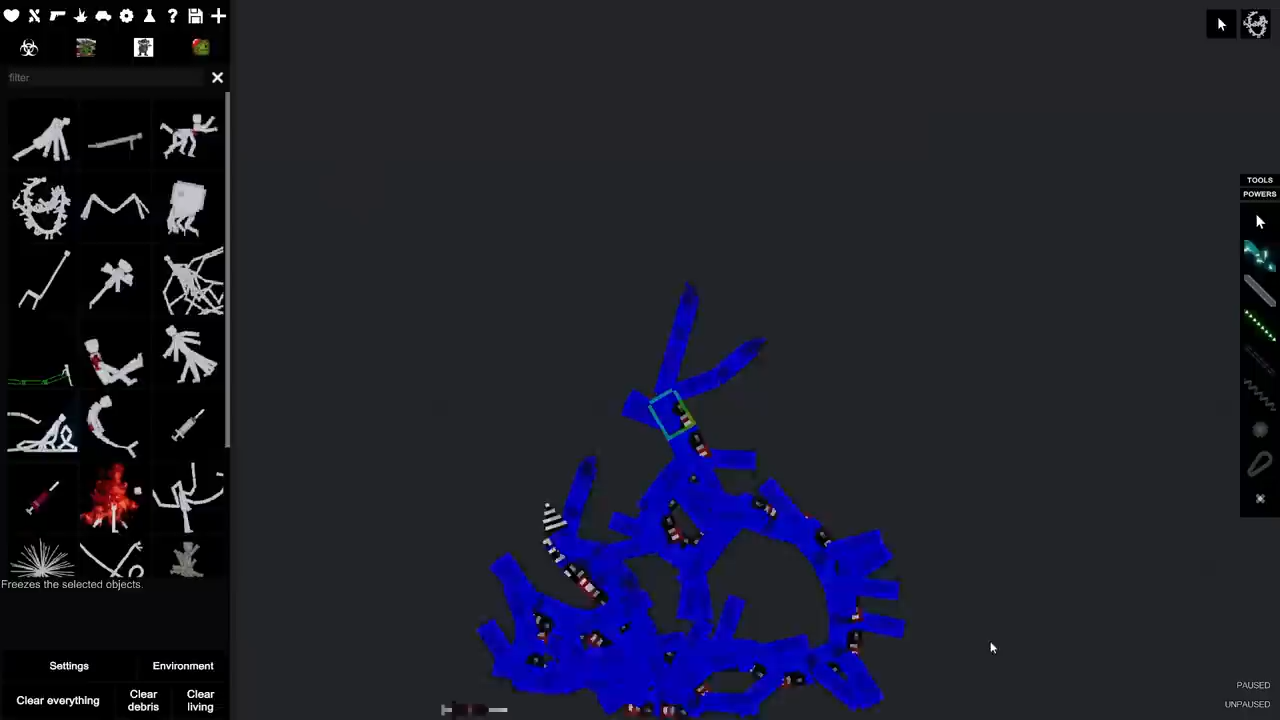 filter
TOOLS
POWERS
Freezes the selected objects.
Settings
Environment
Clear everything
Clear debris
Clear living
PAUSED
UNPAUSED